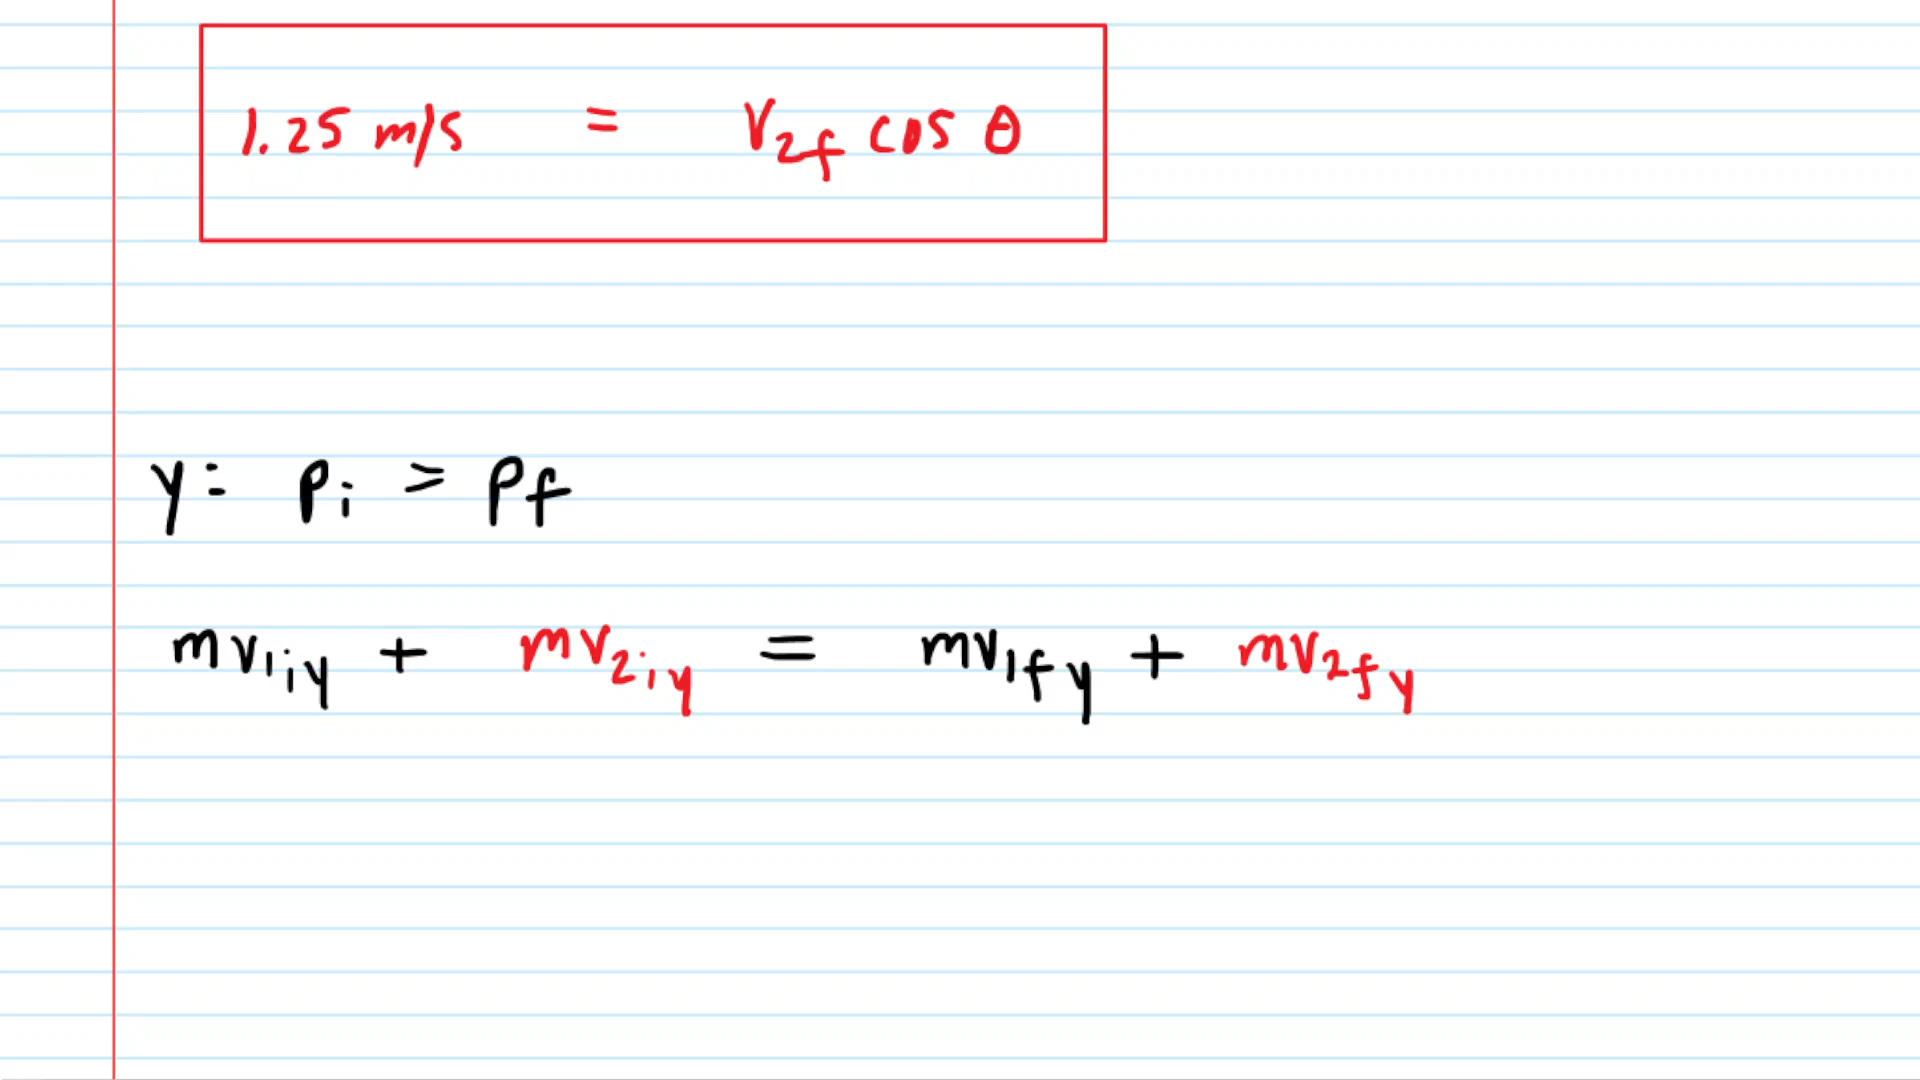 1.25 m/s = V₂f cos θ
y: Pi = Pf
mv₁iy + mv₂iy = mv₁fy + mv₂fy